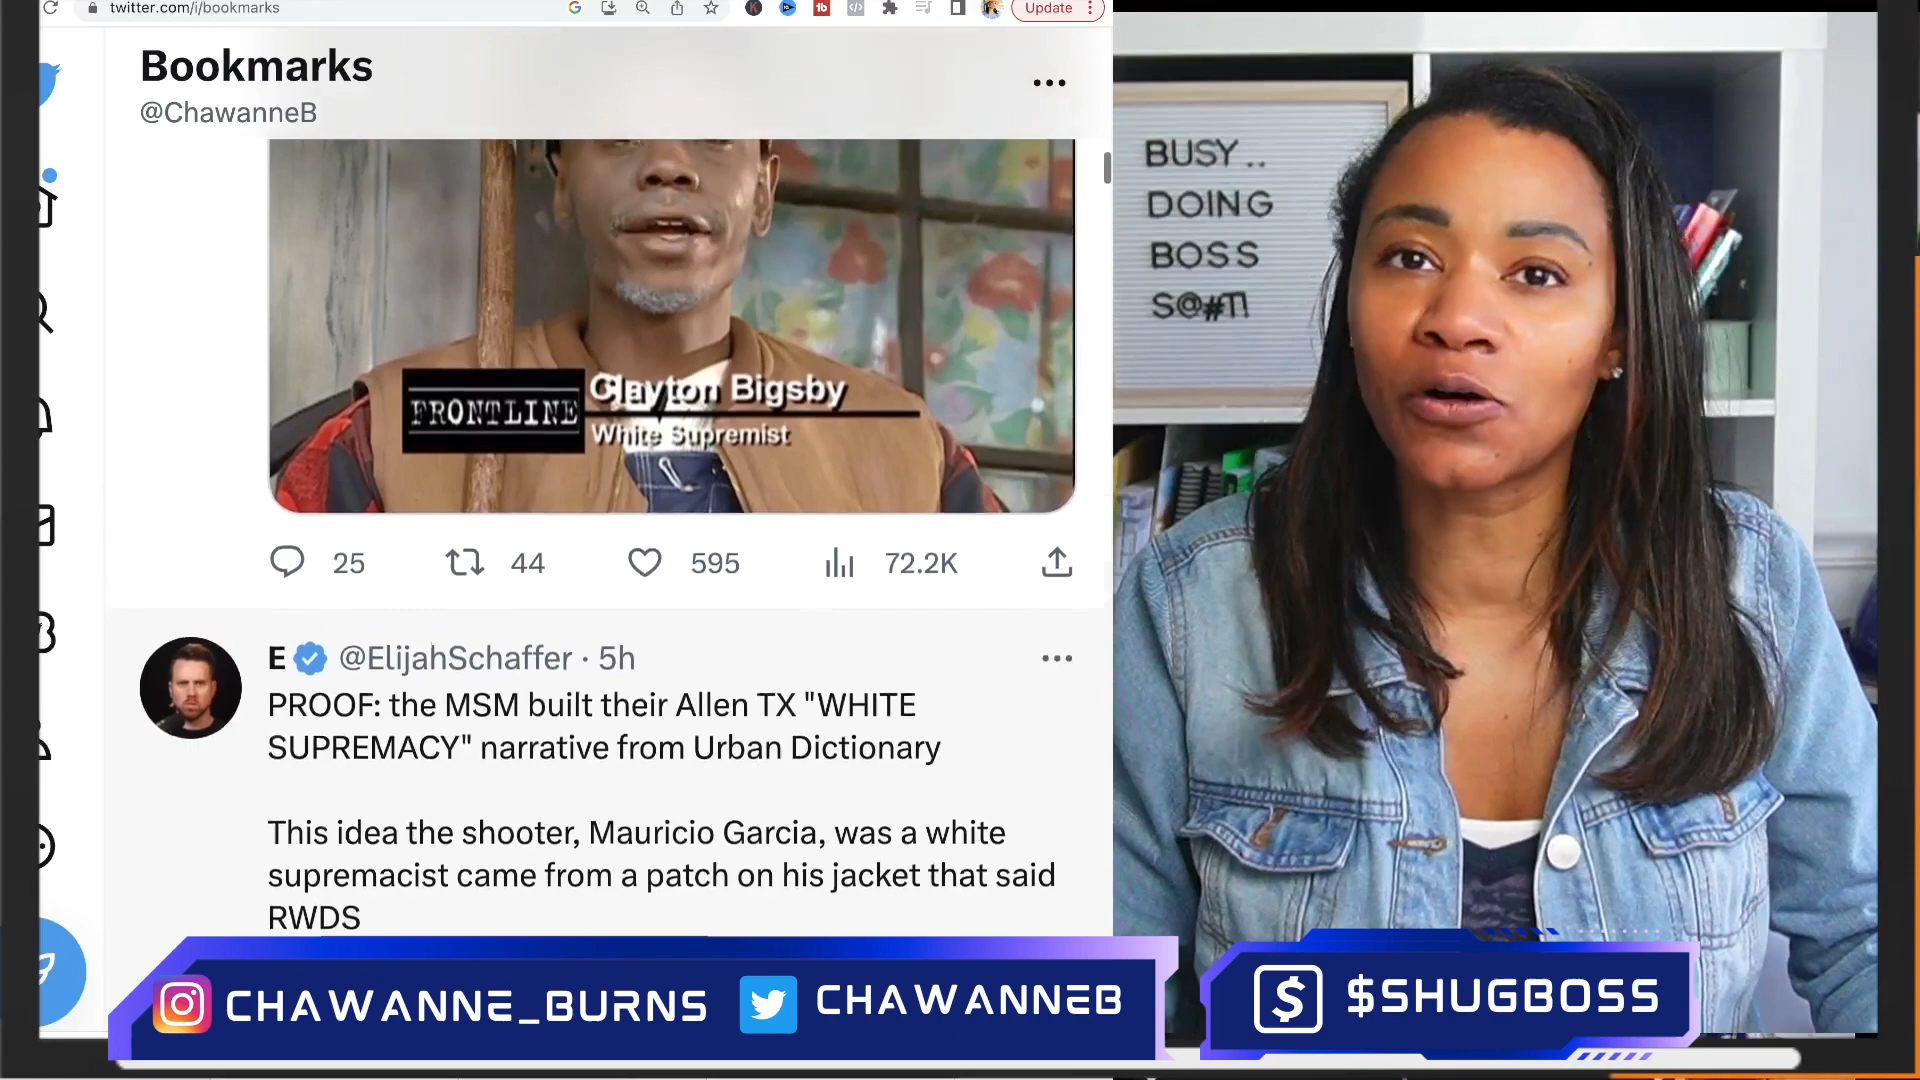 twitter.com/i/bookmarks
Update
Bookmarks
@ChawanneB
FRONTLINE
Clayton Bigsby
White Supremist
25
44
595
72.2K
E @ElijahSchaffer · 5h
PROOF: the MSM built their Allen TX "WHITE
SUPREMACY" narrative from Urban Dictionary
This idea the shooter, Mauricio Garcia, was a white
supremacist came from a patch on his jacket that said
RWDS
BUSY..
DOING
BOSS
S@#T!
CHAWANNE_BURNS
CHAWANNEB
$SHUGBOSS